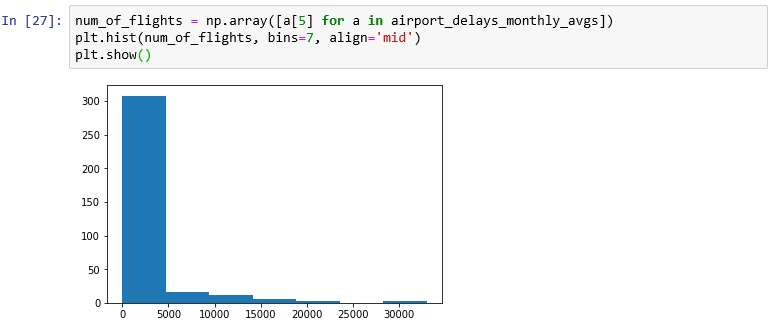 In [27]: num_of_flights = np.array([a[5] for a in airport_delays_monthly_avgs])
plt.hist(num_of_flights, bins=7, align='mid')
plt.show()
300
250
200
150
100
50
0
0 5000 10000 15000 20000 25000 30000